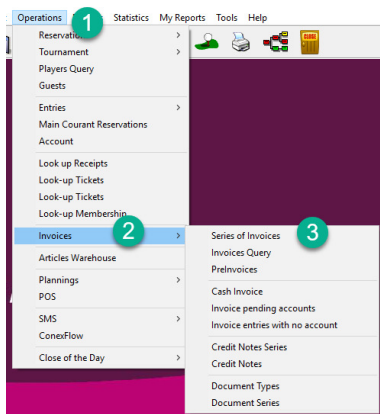 Operations 1 Statistics My Reports Tools Help
Reservation
Tournament
Players Query
Guests
Entries
Main Courant Reservations
Account
Look up Receipts
Look-up Tickets
Look-up Tickets
Look-up Membership
Invoices 2
Articles Warehouse
Plannings
POS
SMS
ConexFlow
Close of the Day
Series of Invoices 3
Invoices Query
PreInvoices
Cash Invoice
Invoice pending accounts
Invoice entries with no account
Credit Notes Series
Credit Notes
Document Types
Document Series
CLOSE